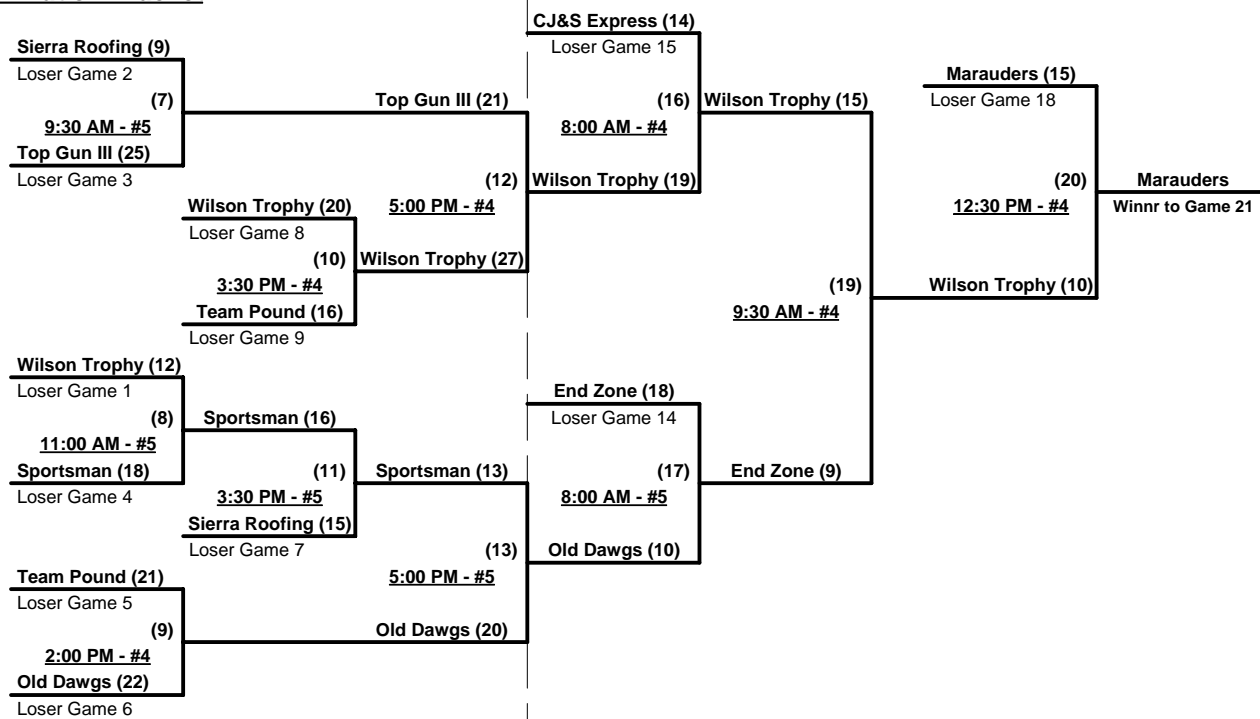 CJ&S Express (14)
Loser Game 15
Sierra Roofing (9)
Loser Game 2
Marauders (15)
Loser Game 18
(7)
9:30 AM - #5
Top Gun III (21)
(16)
8:00 AM - #4
Wilson Trophy (15)
Top Gun III (25)
Loser Game 3
(12)
5:00 PM - #4
Wilson Trophy (19)
(20)
12:30 PM - #4
Marauders
Winnr to Game 21
Wilson Trophy (20)
Loser Game 8
(10)
3:30 PM - #4
Wilson Trophy (27)
(19)
9:30 AM - #4
Wilson Trophy (10)
Team Pound (16)
Loser Game 9
Wilson Trophy (12)
Loser Game 1
End Zone (18)
Loser Game 14
(8)
11:00 AM - #5
Sportsman (16)
Sportsman (18)
Loser Game 4
(11)
3:30 PM - #5
Sportsman (13)
(17)
8:00 AM - #5
End Zone (9)
Sierra Roofing (15)
Loser Game 7
(13)
5:00 PM - #5
Old Dawgs (10)
Team Pound (21)
Loser Game 5
(9)
2:00 PM - #4
Old Dawgs (20)
Old Dawgs (22)
Loser Game 6